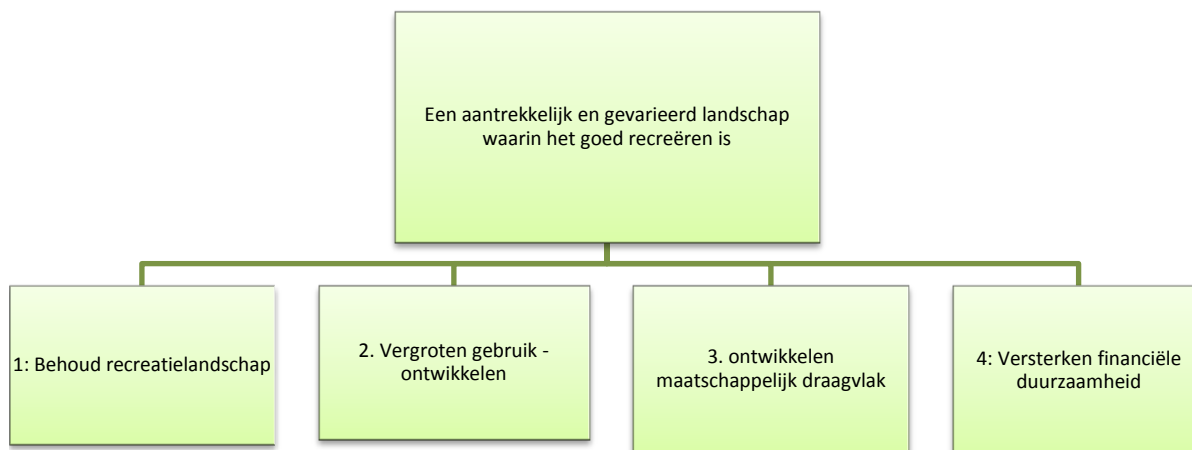 Een aantrekkelijk en gevarieerd landschap
waarin het goed recreëren is
1: Behoud recreatielandschap
2. Vergroten gebruik -
ontwikkelen
3. ontwikkelen
maatschappelijk draagvlak
4: Versterken financiële
duurzaamheid